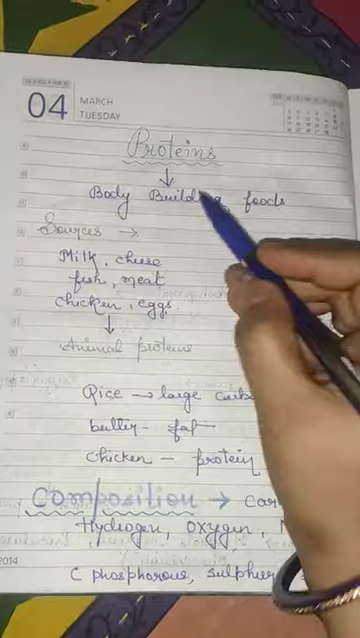 04 MARCH
TUESDAY
Proteins
Body Building foods
Sources →
Milk, cheese
fish, meat
chicken, eggs.
Animal proteins
Rice → large carb
butter - fat
chicken - protein
Composition → Car
Hydrogen, Oxygen, N
2014
C phosphorous, sulphur